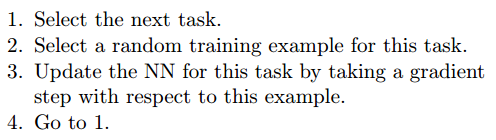 1. Select the next task.
2. Select a random training example for this task.
3. Update the NN for this task by taking a gradient
step with respect to this example.
4. Go to 1.